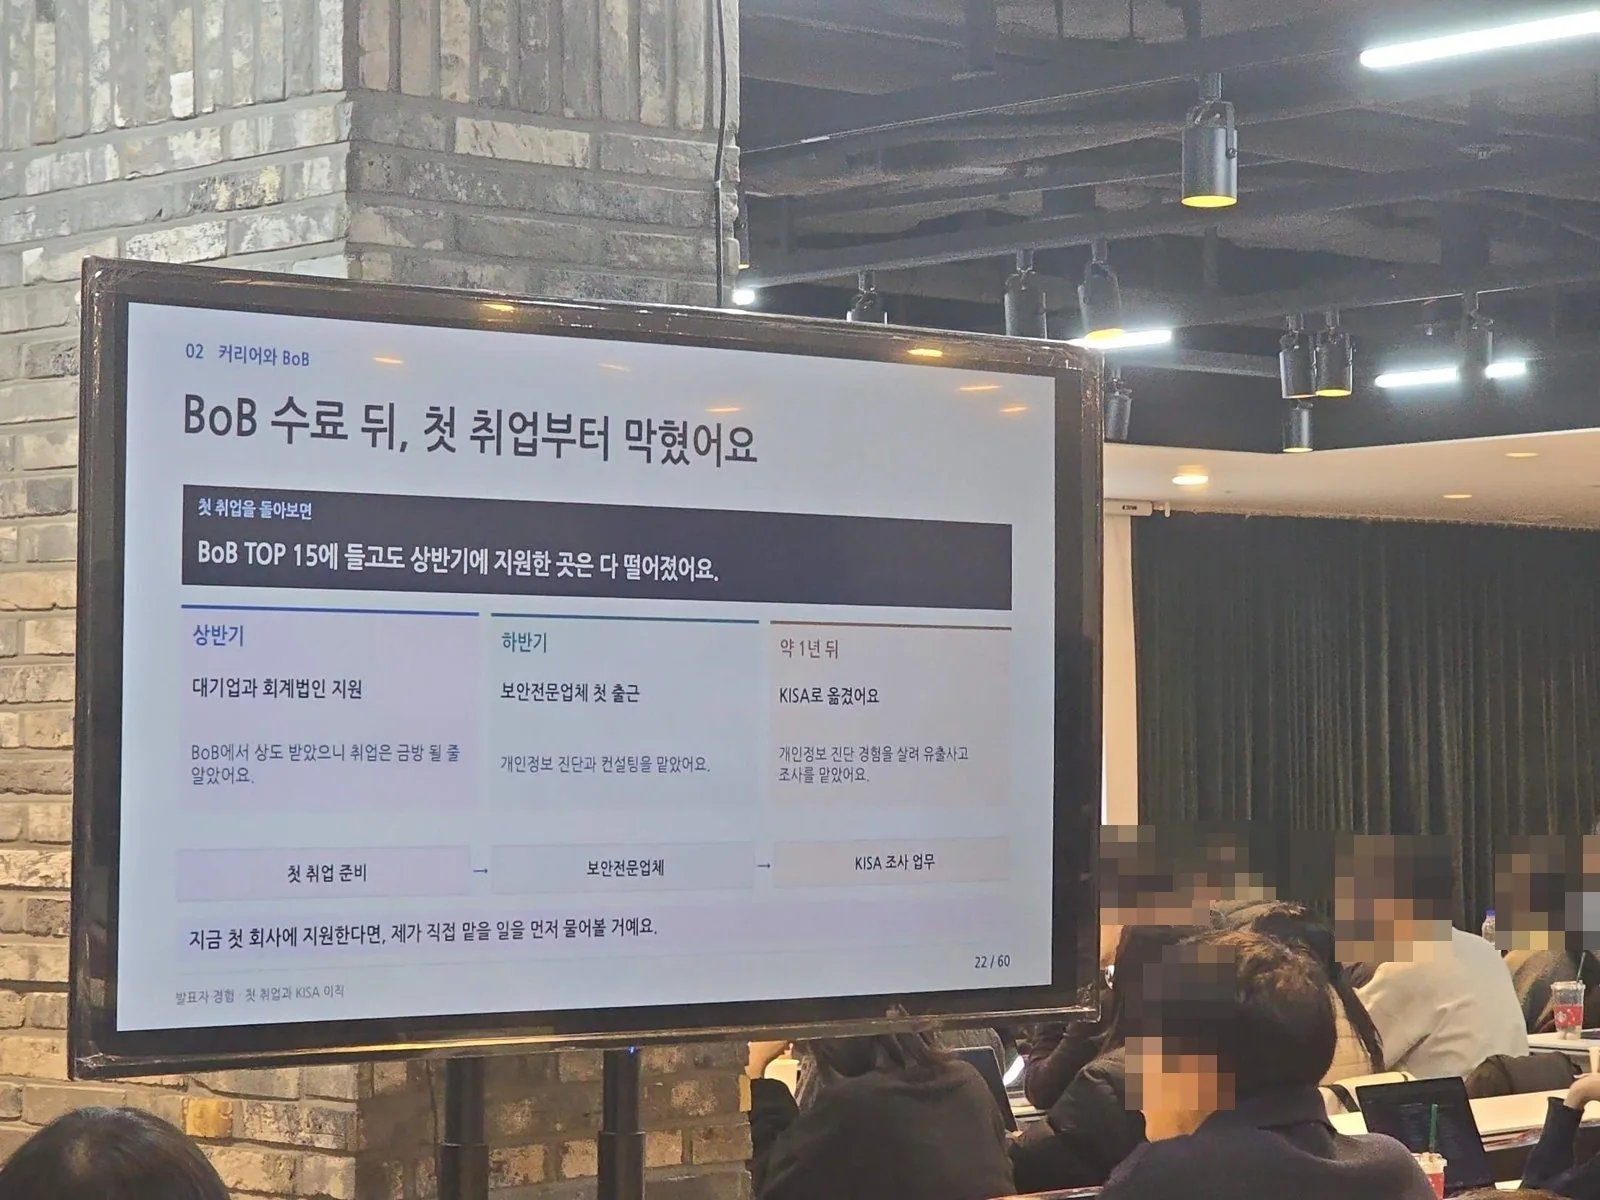 02 커리어와 BoB
BoB 수료 뒤, 첫 취업부터 막혔어요
첫 취업을 돌아보면
BoB TOP 15에 들고도 상반기에 지원한 곳은 다 떨어졌어요.
상반기
대기업과 회계법인 지원
BoB에서 상도 받았으니 취업은 금방 될 줄
알았어요.
하반기
보안전문업체 첫 출근
개인정보 진단과 컨설팅을 맡았어요.
약 1년 뒤
KISA로 옮겼어요
개인정보 진단 경험을 살려 유출사고
조사를 맡았어요.
첫 취업 준비 → 보안전문업체 → KISA 조사 업무
지금 첫 회사에 지원한다면, 제가 직접 맡을 일을 먼저 물어볼 거예요.
22 / 60
발표자 경험 · 첫 취업과 KISA 이직